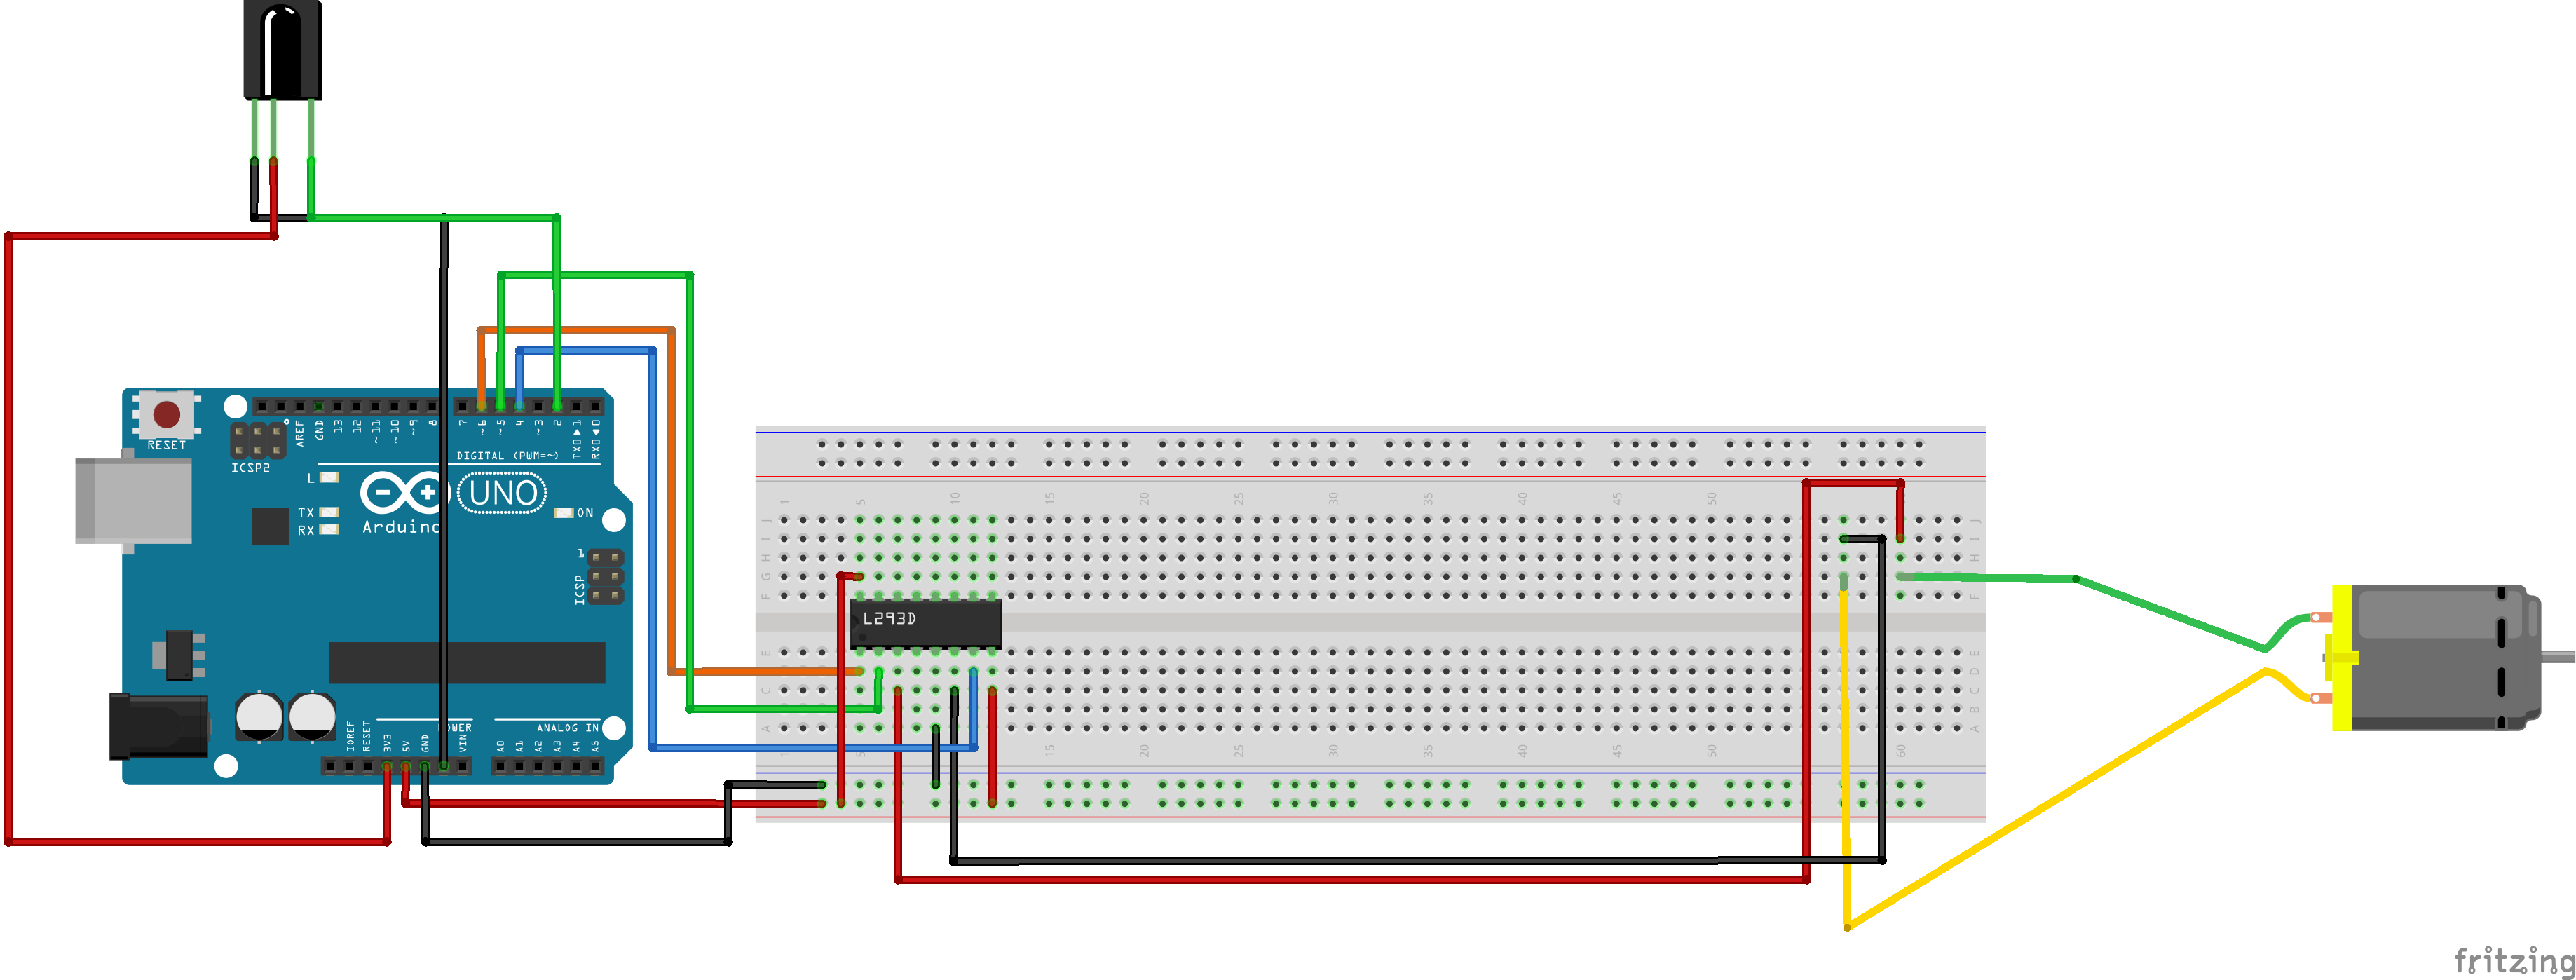 RESET
ICSP2
AREF
GND
13
12
~11
~10
~9
8
7
~6
~5
4
~3
2
TX0▶1
RX0◀0
DIGITAL (PWM=~)
L
TX
RX
UNO
Arduino
ON
1
ICSP
IOREF
RESET
3V3
5V
GND
VIN
POWER
ANALOG IN
A0
A1
A2
A3
A4
A5
1
5
10
15
20
25
30
35
40
45
50
J
I
H
G
F
L293D
E
D
C
B
A
J
I
H
G
F
E
D
C
B
A
1
5
15
20
25
30
35
40
45
50
60
fritzing